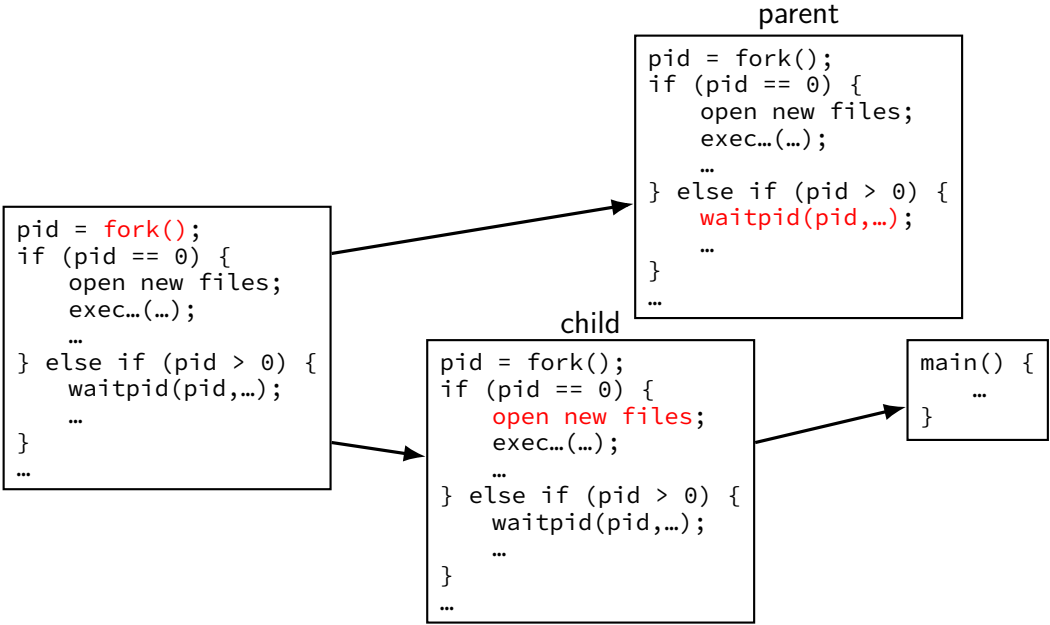 parent
pid = fork();
if (pid == 0) {
open new files;
exec…(…);
…
} else if (pid > 0) {
waitpid(pid,…);
…
}
…
pid = fork();
if (pid == 0) {
open new files;
exec…(…);
…
} else if (pid > 0) {
waitpid(pid,…);
…
}
…
child
pid = fork();
if (pid == 0) {
open new files;
exec…(…);
…
} else if (pid > 0) {
waitpid(pid,…);
…
}
…
main() {
…
}